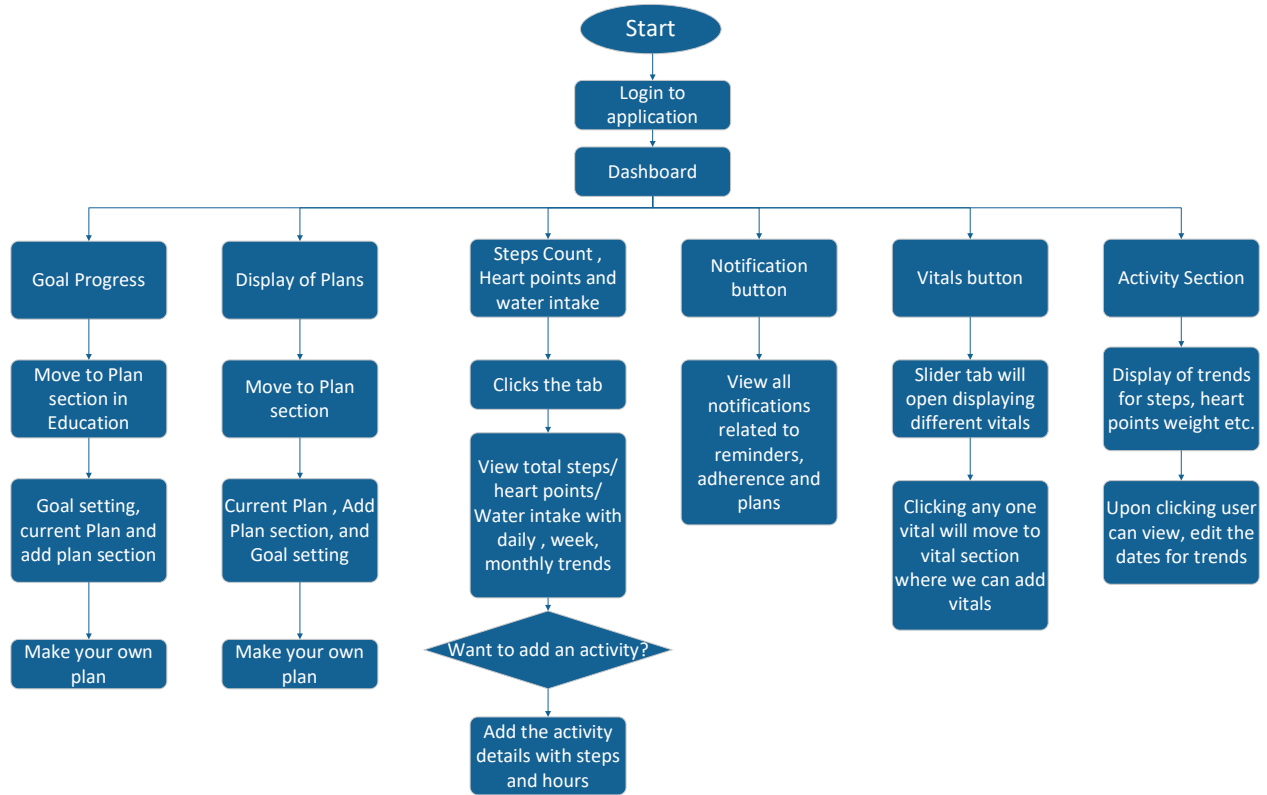 Start
Login to
application
Dashboard
Goal Progress
Move to Plan
section in
Education
Goal setting,
current Plan and
add plan section
Make your own
plan
Display of Plans
Move to Plan
section
Current Plan , Add
Plan section, and
Goal setting
Make your own
plan
Steps Count ,
Heart points and
water intake
Clicks the tab
View total steps/
heart points/
Water intake with
daily , week,
monthly trends
Want to add an activity?
Add the activity
details with steps
and hours
Notification
button
View all
notifications
related to
reminders,
adherence and
plans
Vitals button
Slider tab will
open displaying
different vitals
Clicking any one
vital will move to
vital section
where we can add
vitals
Activity Section
Display of trends
for steps, heart
points weight etc.
Upon clicking user
can view, edit the
dates for trends